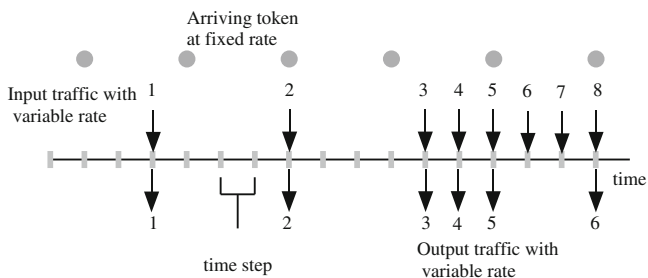 Arriving token
at fixed rate
Input traffic with
variable rate
1 2 3 4 5 6 7 8
time
1 2 3 4 5 6
time step
Output traffic with
variable rate